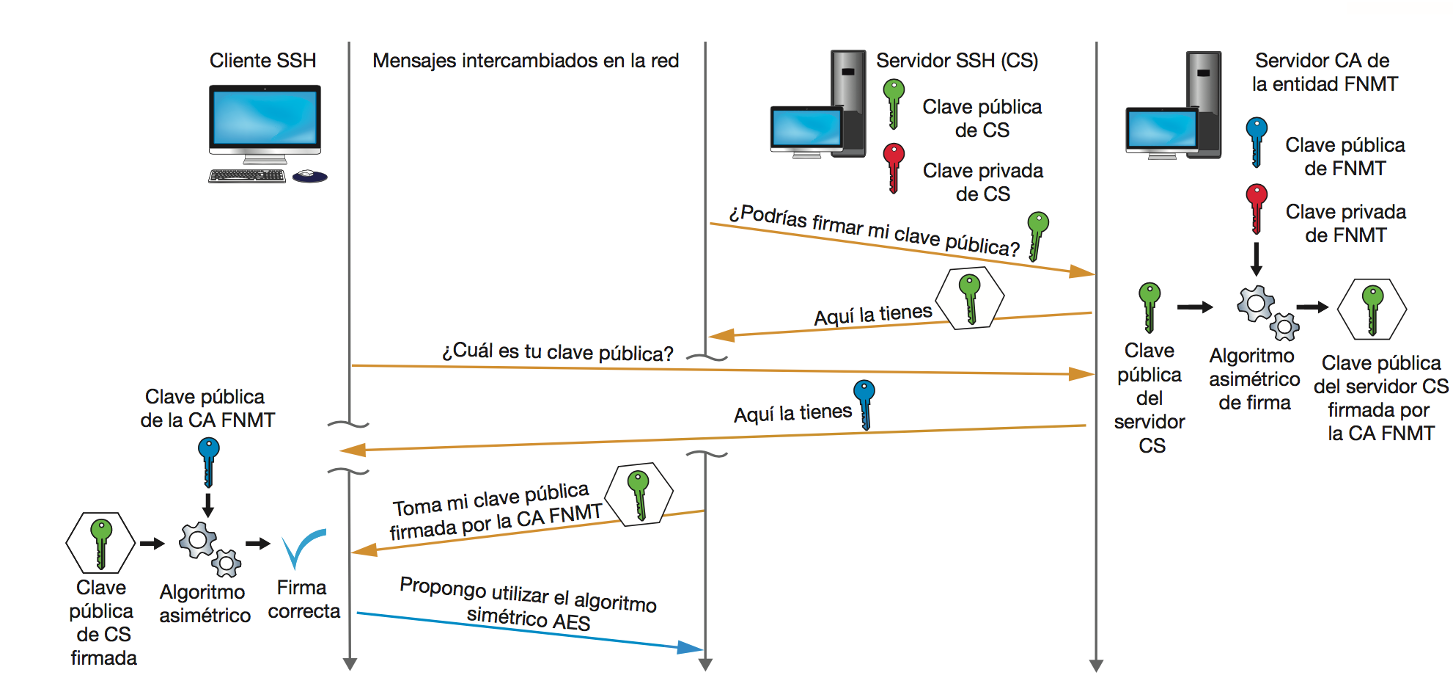 Cliente SSH
Mensajes intercambiados en la red
Servidor SSH (CS)
Clave pública
de CS
Clave privada
de CS
Servidor CA de
la entidad FNMT
Clave pública
de FNMT
Clave privada
de FNMT
¿Podrías firmar mi clave pública?
Aquí la tienes
Clave
pública
del
servidor
CS
Algoritmo
asimétrico
de firma
Clave pública
del servidor CS
firmada por
la CA FNMT
¿Cuál es tu clave pública?
Aquí la tienes
Clave pública
de la CA FNMT
Toma mi clave pública
firmada por la CA FNMT
Clave
pública
de CS
firmada
Algoritmo
asimétrico
Firma
correcta
Propongo utilizar el algoritmo
simétrico AES